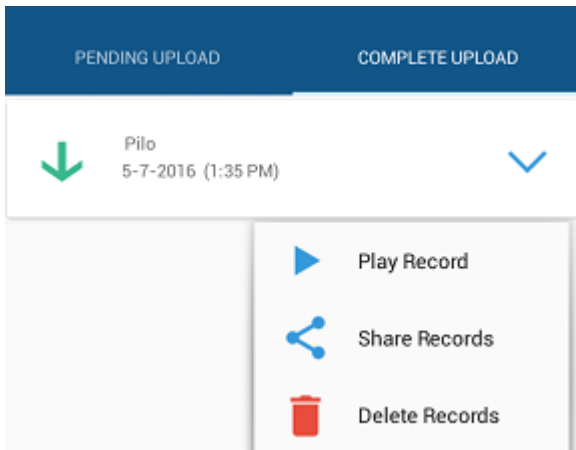 PENDING UPLOAD
COMPLETE UPLOAD
Pilo
5-7-2016 (1:35 PM)
Play Record
Share Records
Delete Records